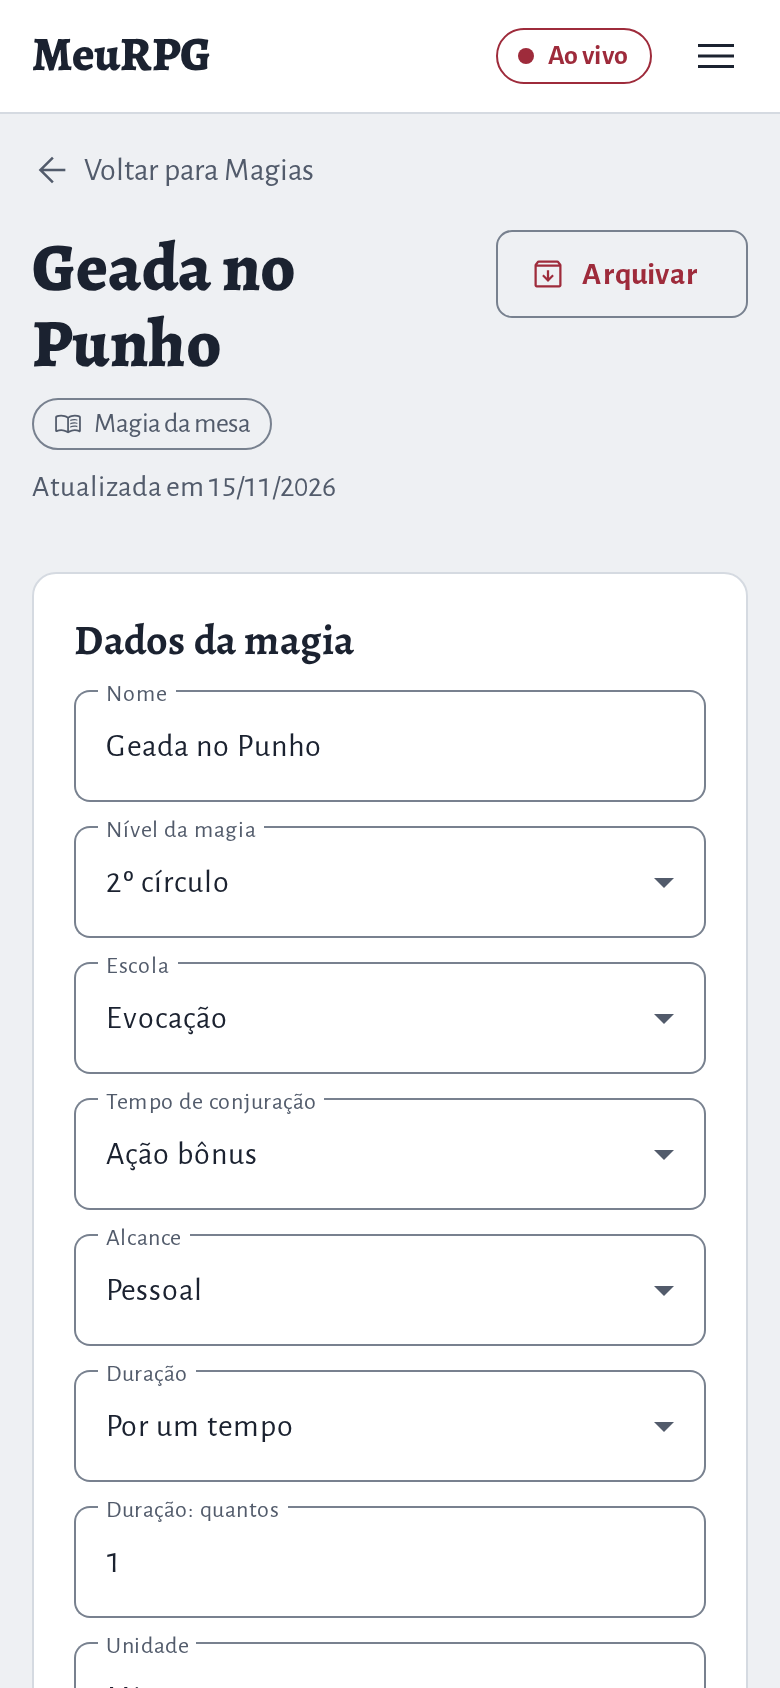 MeuRPG
Ao vivo
Voltar para Magias
Geada no
Punho
Arquivar
Magia da mesa
Atualizada em 15/11/2026
Dados da magia
Nome
Geada no Punho
Nível da magia
2º círculo
Escola
Evocação
Tempo de conjuração
Ação bônus
Alcance
Pessoal
Duração
Por um tempo
Duração: quantos
1
Unidade